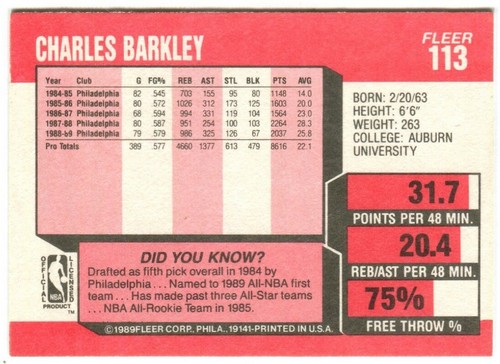 CHARLES BARKLEY
FLEER
113
Year Club G FG% REB AST STL BLK PTS AVG
1984-85 Philadelphia 82 .545 703 155 95 80 1148 14.0
1985-86 Philadelphia 80 .572 1026 312 173 125 1603 20.0
1986-87 Philadelphia 68 .594 994 331 119 104 1564 23.0
1987-88 Philadelphia 80 .587 951 254 100 103 2264 28.3
1988-89 Philadelphia 79 .579 986 325 126 67 2037 25.8
Pro Totals 389 .577 4660 1377 613 479 8616 22.1
BORN: 2/20/63
HEIGHT: 6'6"
WEIGHT: 263
COLLEGE: AUBURN
UNIVERSITY
31.7
POINTS PER 48 MIN.
20.4
REB/AST PER 48 MIN.
75%
FREE THROW %
DID YOU KNOW?
Drafted as fifth pick overall in 1984 by
Philadelphia . . . Named to 1989 All-NBA first
team . . . Has made past three All-Star teams
. . . NBA All-Rookie Team in 1985.
OFFICIAL
LICENSED
NBA
PRODUCT™
©1989FLEER CORP. PHILA., 19141-PRINTED IN U.S.A.